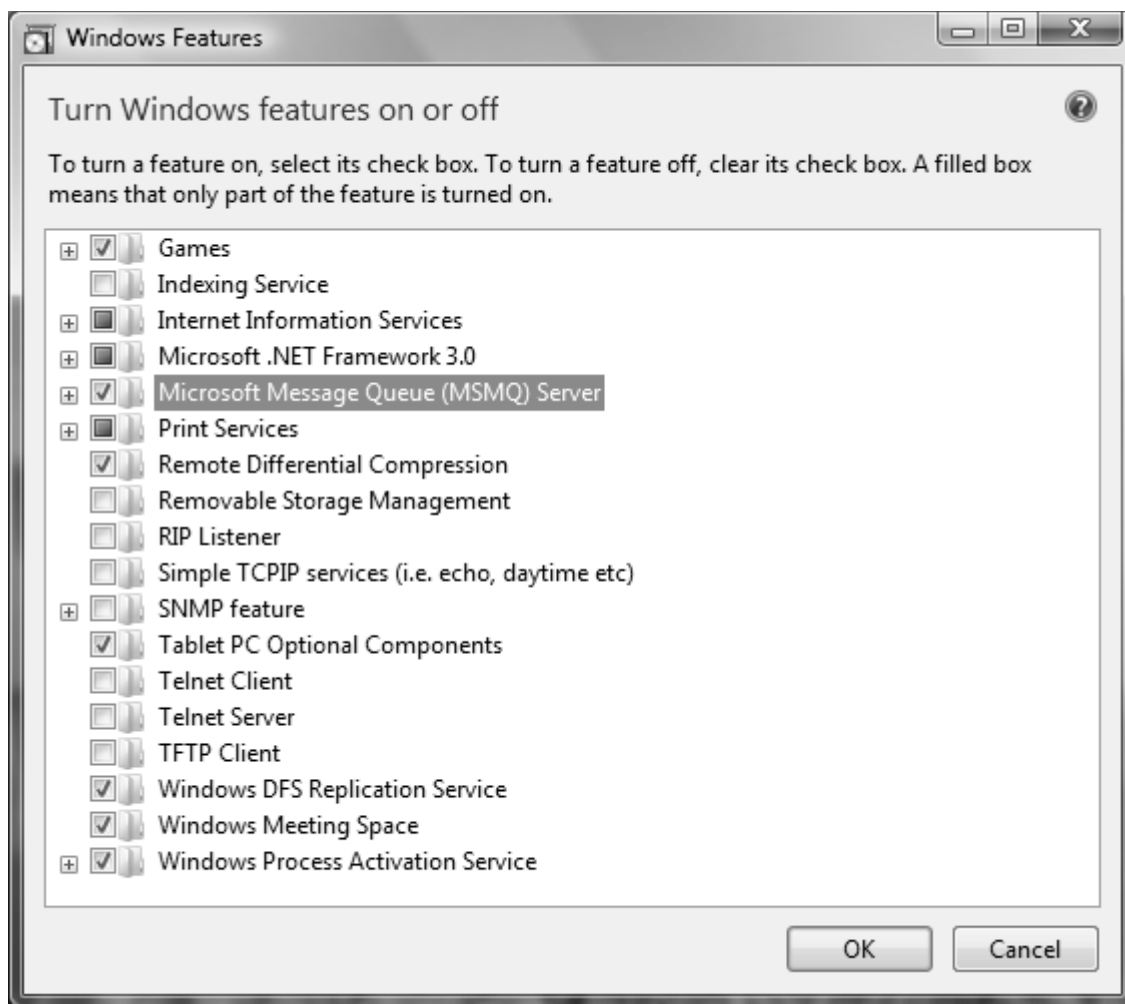 Windows Features
Turn Windows features on or off
To turn a feature on, select its check box. To turn a feature off, clear its check box. A filled box
means that only part of the feature is turned on.
Games
Indexing Service
Internet Information Services
Microsoft .NET Framework 3.0
Microsoft Message Queue (MSMQ) Server
Print Services
Remote Differential Compression
Removable Storage Management
RIP Listener
Simple TCPIP services (i.e. echo, daytime etc)
SNMP feature
Tablet PC Optional Components
Telnet Client
Telnet Server
TFTP Client
Windows DFS Replication Service
Windows Meeting Space
Windows Process Activation Service
OK Cancel